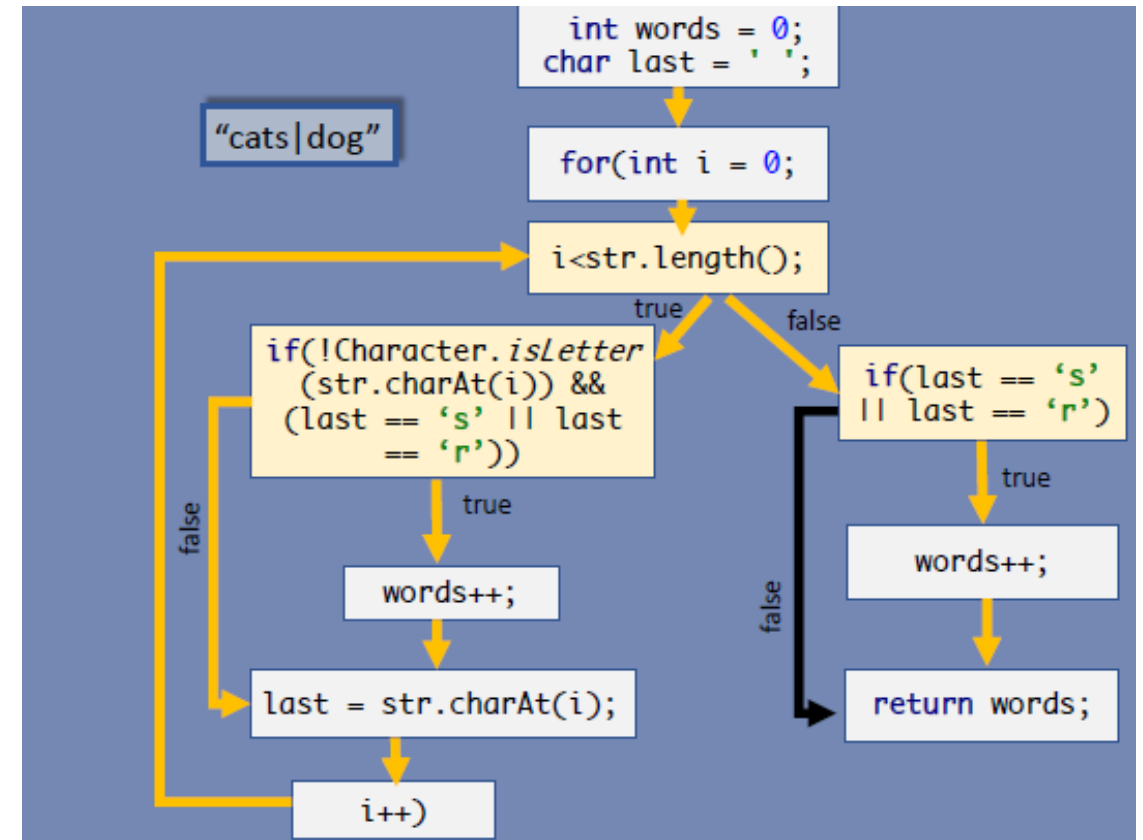 int words = 0;
char last = ' ';
“cats|dog”
for(int i = 0;
i<str.length();
true
false
if(!Character.isLetter
(str.charAt(i)) &&
(last == ‘s’ || last
== ‘r’))
if(last == ‘s’
|| last == ‘r’)
true
true
false
words++;
words++;
false
last = str.charAt(i);
return words;
i++)